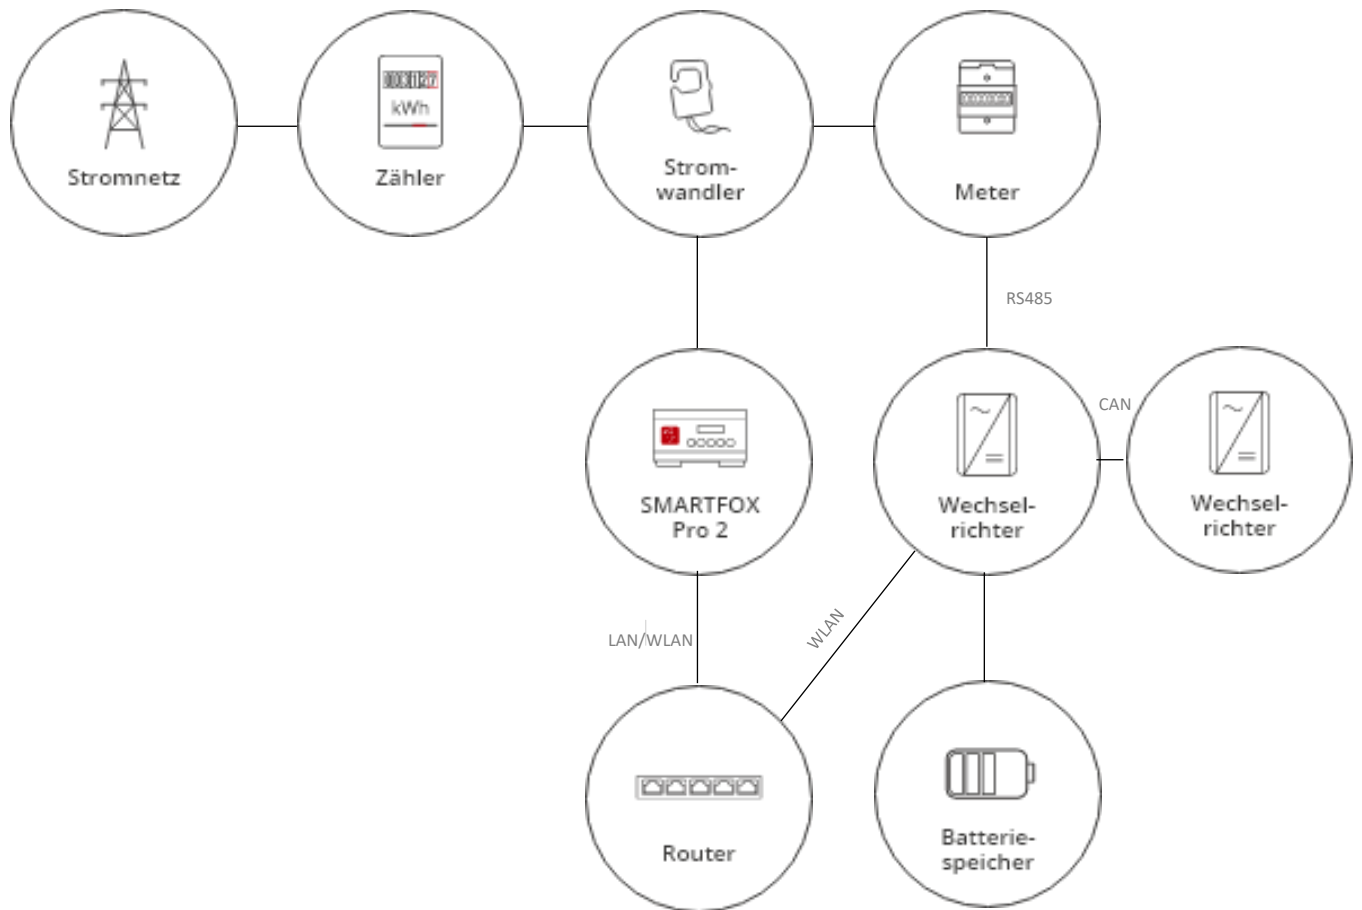 kWh
Stromnetz
Zähler
Strom-
wandler
Meter
RS485
CAN
SMARTFOX
Pro 2
Wechsel-
richter
Wechsel-
richter
LAN/WLAN
WLAN
Router
Batterie-
speicher